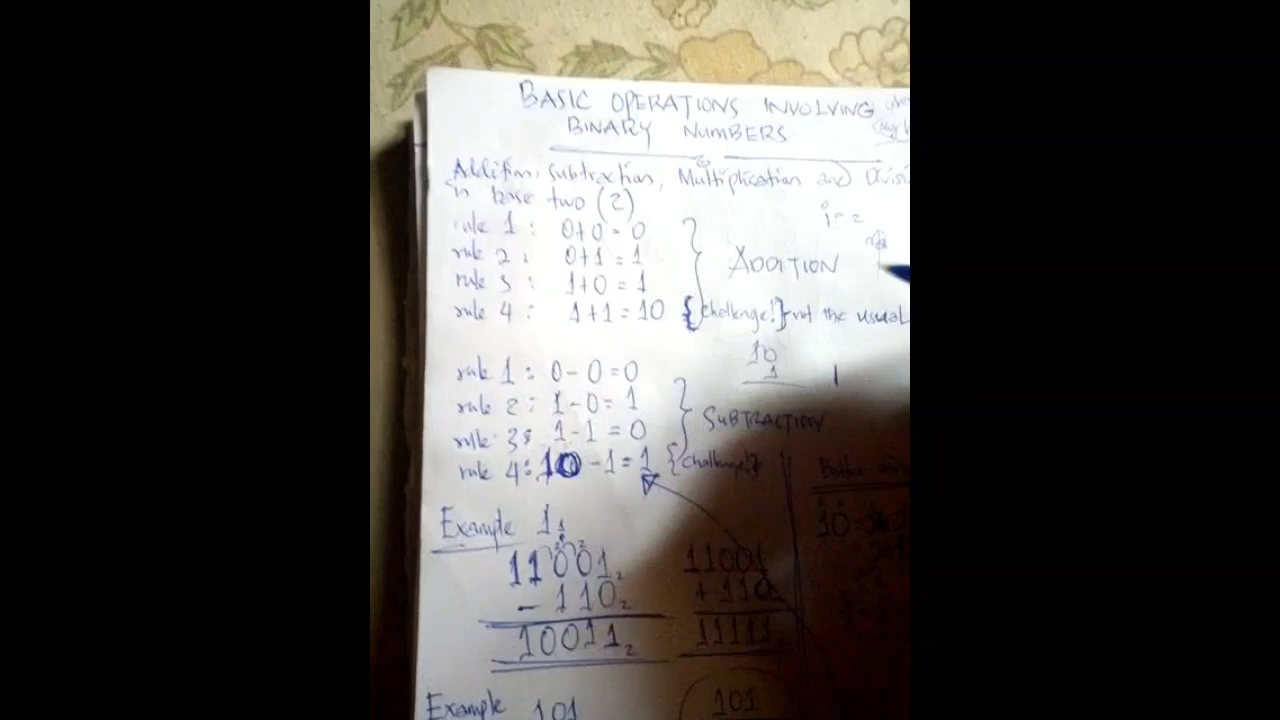 BASIC OPERATIONS INVOLVING
BINARY NUMBERS
Addition, Subtraction, Multiplication and Divisi
in base two (2)
rule 1: 0+0=0
rule 2: 0+1=1
rule 3: 1+0=1
rule 4: 1+1=10
ADDITION
{Challenge!} not the usual
10
1
rule 1: 0-0=0
rule 2: 1-0=1
rule 3: 1-1=0
rule 4: 10-1=1
SUBTRACTION
{Challenge!}
Example 1
11001₂
- 110₂
10011₂
11001
+ 110
11111
10
Example
101
101